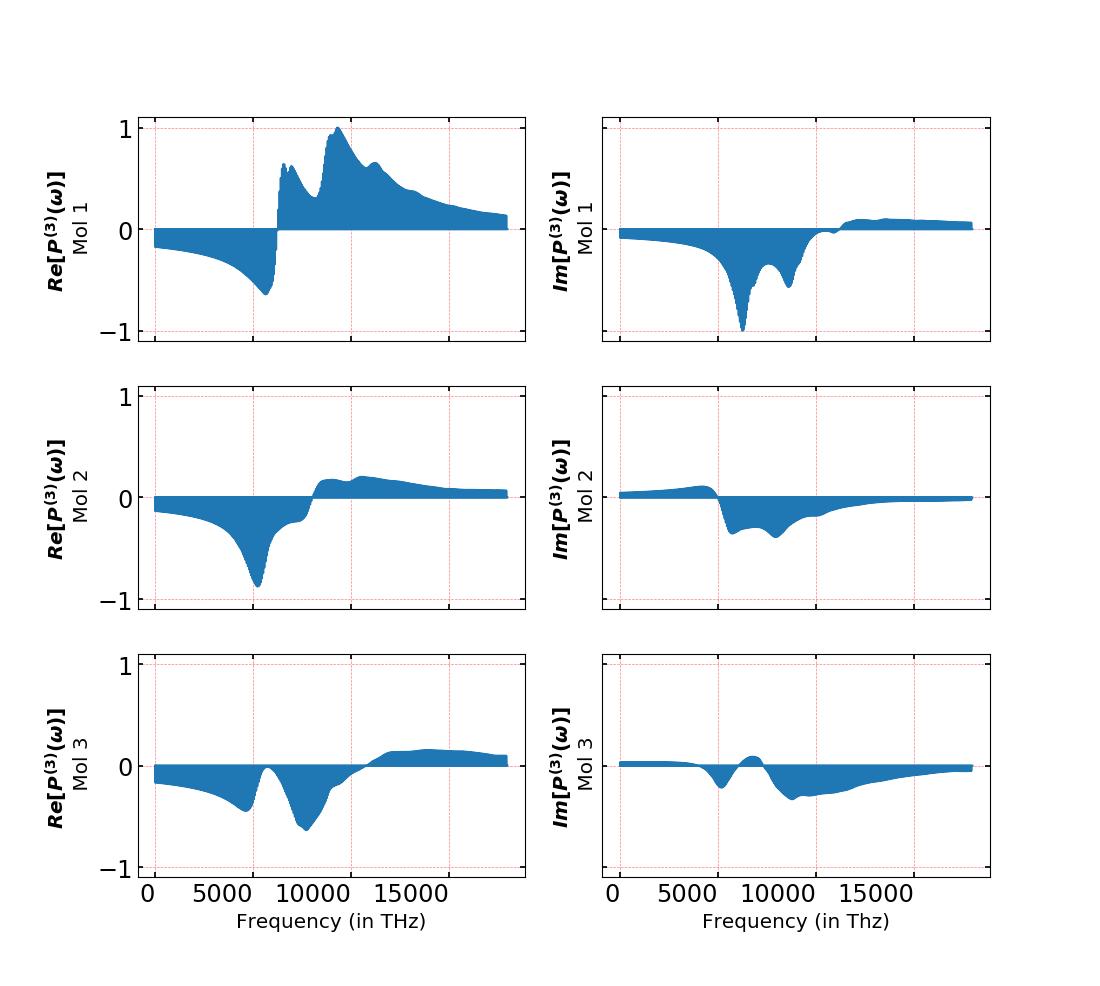 Re[P⁽³⁾(ω)]
Mol 1
1
0
−1
Im[P⁽³⁾(ω)]
Mol 1
Re[P⁽³⁾(ω)]
Mol 2
1
0
−1
Im[P⁽³⁾(ω)]
Mol 2
Re[P⁽³⁾(ω)]
Mol 3
1
0
−1
Im[P⁽³⁾(ω)]
Mol 3
0 5000 10000 15000
Frequency (in THz)
0 5000 10000 15000
Frequency (in Thz)